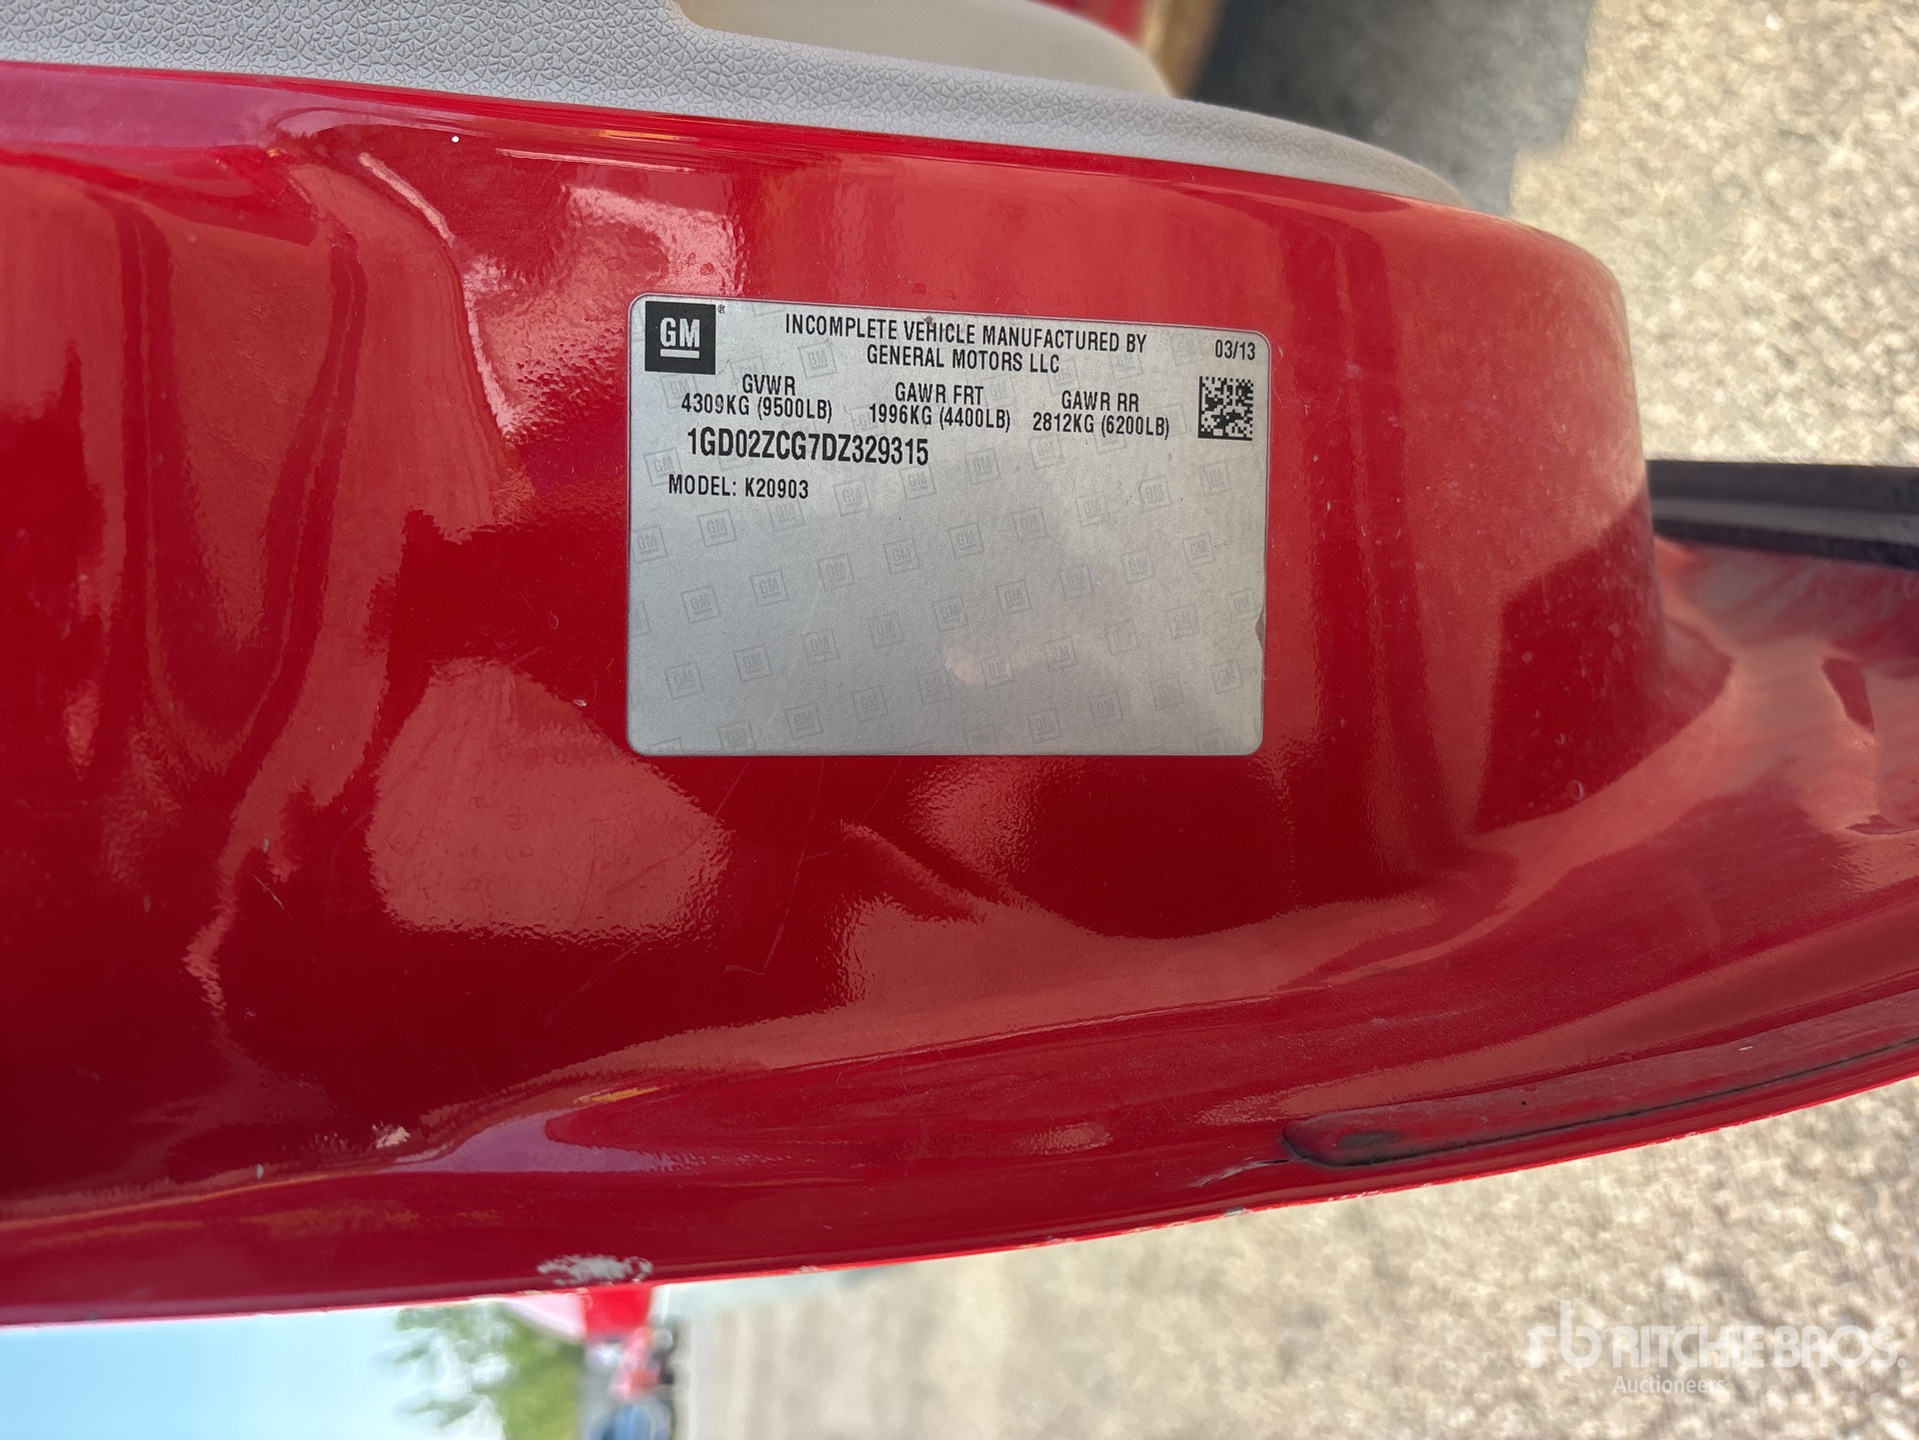 GM
INCOMPLETE VEHICLE MANUFACTURED BY
GENERAL MOTORS LLC
03/13
GVWR GAWR FRT GAWR RR
4309KG (9500LB) 1996KG (4400LB) 2812KG (6200LB)
1GD02ZCG7DZ329315
MODEL: K20903
rb RITCHIE BROS.
Auctioneers